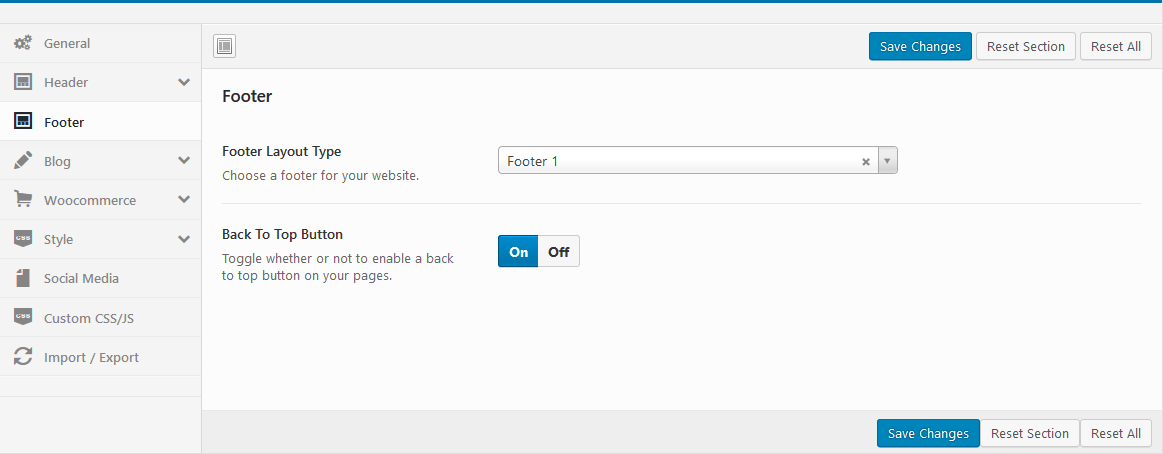 General
Header
Footer
Blog
Woocommerce
CSS
Style
Social Media
CSS
Custom CSS/JS
Import / Export
Save Changes
Reset Section
Reset All
Footer
Footer Layout Type
Choose a footer for your website.
Footer 1
Back To Top Button
Toggle whether or not to enable a back
to top button on your pages.
On
Off
Save Changes
Reset Section
Reset All